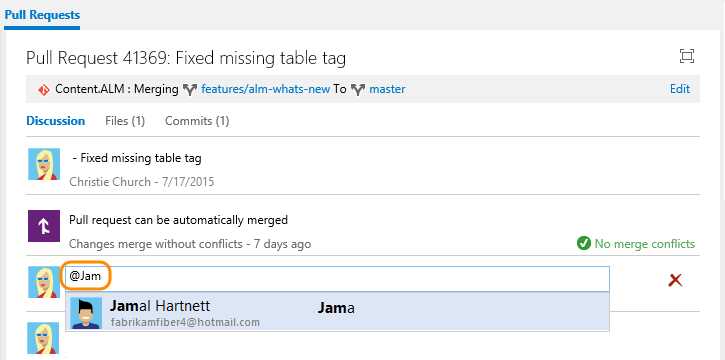 Pull Requests
Pull Request 41369: Fixed missing table tag
Content.ALM : Merging features/alm-whats-new To master Edit
Discussion Files (1) Commits (1)
- Fixed missing table tag
Christie Church - 7/17/2015
Pull request can be automatically merged
Changes merge without conflicts - 7 days ago No merge conflicts
@Jam
Jamal Hartnett Jama
fabrikamfiber4@hotmail.com